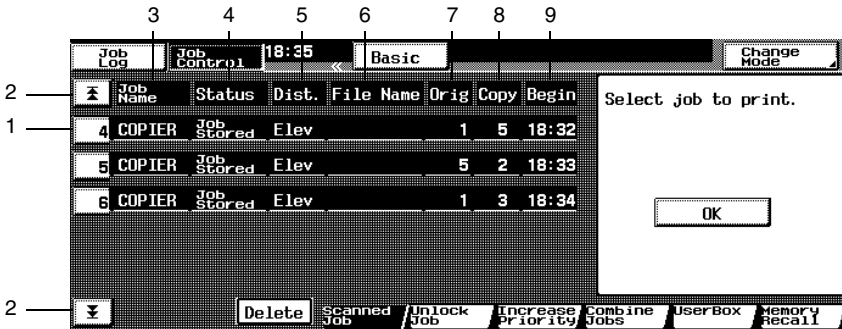 3 4 5 6 7 8 9
Job Log Job Control 18:35 Basic Change Mode
2 Job Name Status Dist. File Name Orig Copy Begin
Select job to print.
1 4 COPIER Job Stored Elev 1 5 18:32
5 COPIER Job Stored Elev 5 2 18:33
6 COPIER Job Stored Elev 1 3 18:34
OK
2 Delete Scanned Job Unlock Job Increase Priority Combine Jobs UserBox Memory Recall